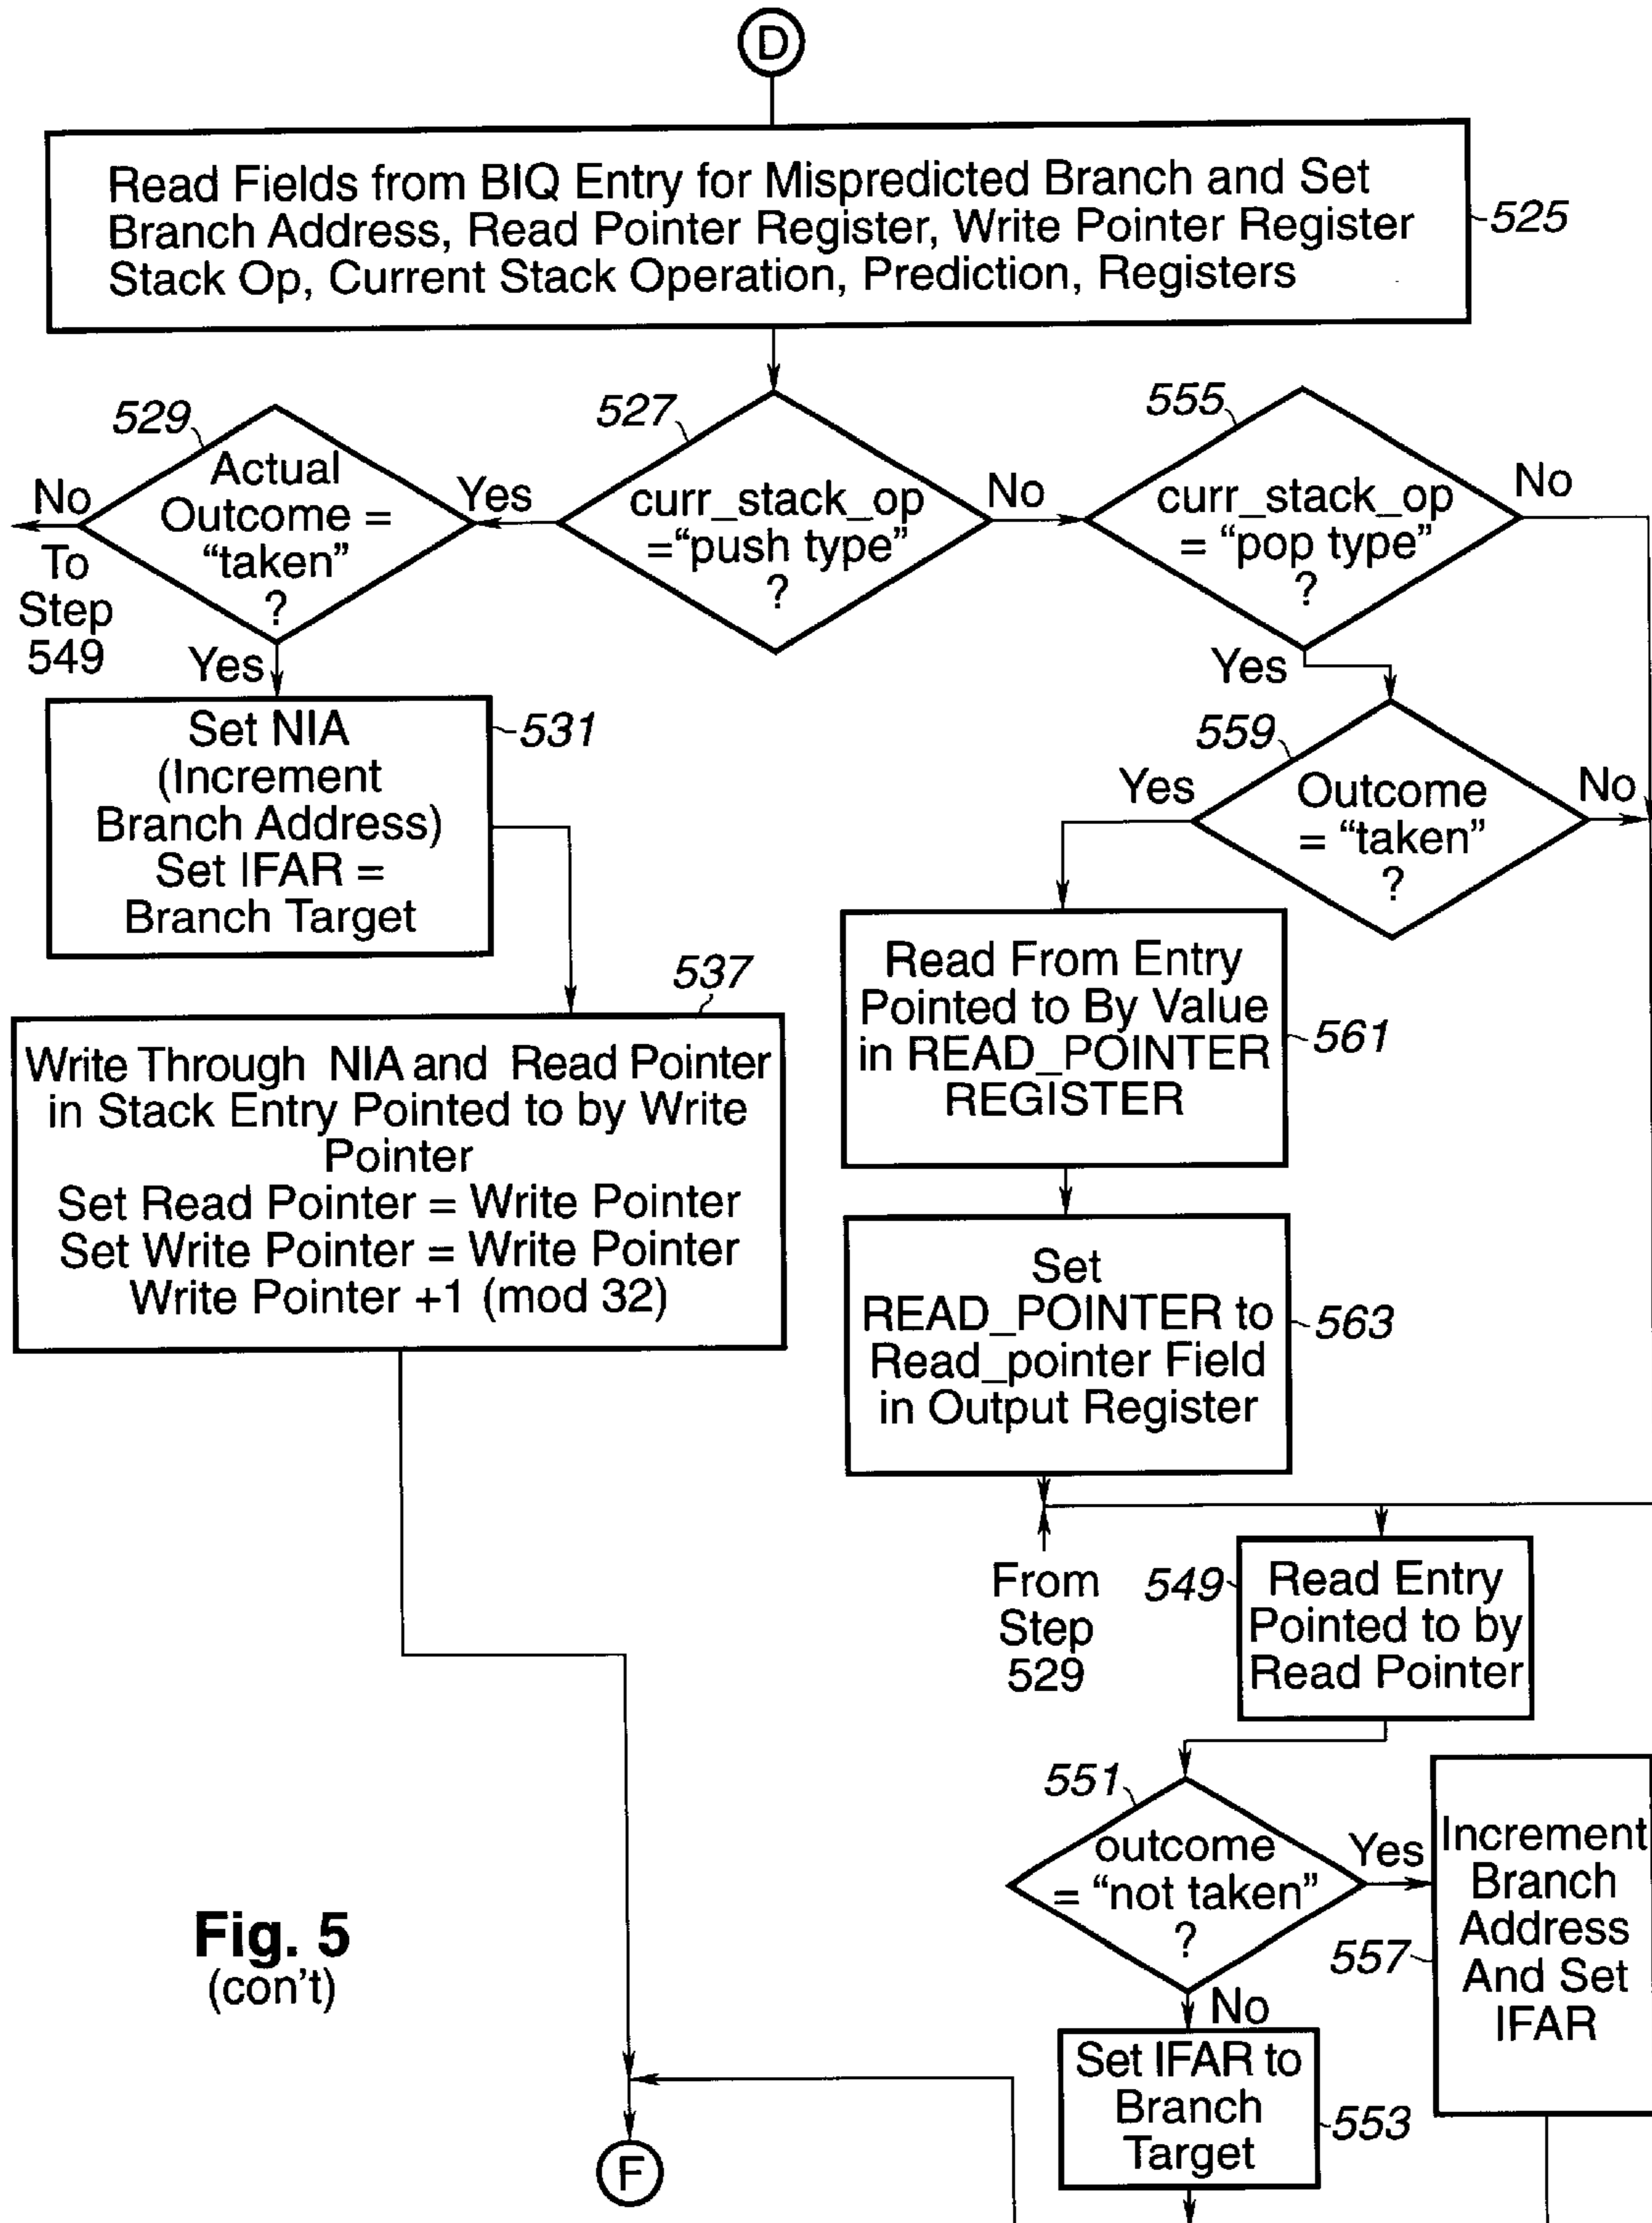 D
Read Fields from BIQ Entry for Mispredicted Branch and Set
Branch Address, Read Pointer Register, Write Pointer Register
Stack Op, Current Stack Operation, Prediction, Registers
525
529
Actual
Outcome =
“taken”
?
No
To
Step
549
Yes
Yes
527
curr_stack_op
=“push type”
?
No
555
curr_stack_op
= “pop type”
?
No
Yes
531
Set NIA
(Increment
Branch Address)
Set IFAR =
Branch Target
559
Outcome
= “taken”
?
Yes
No
537
Write Through NIA and Read Pointer
in Stack Entry Pointed to by Write
Pointer
Set Read Pointer = Write Pointer
Set Write Pointer = Write Pointer
Write Pointer +1 (mod 32)
Read From Entry
Pointed to By Value
in READ_POINTER
REGISTER
561
Set
READ_POINTER to
Read_pointer Field
in Output Register
563
From
Step
529
549
Read Entry
Pointed to by
Read Pointer
551
outcome
= “not taken”
?
Yes
No
Increment
Branch
Address
And Set
IFAR
557
Set IFAR to
Branch
Target
553
F
Fig. 5
(con't)